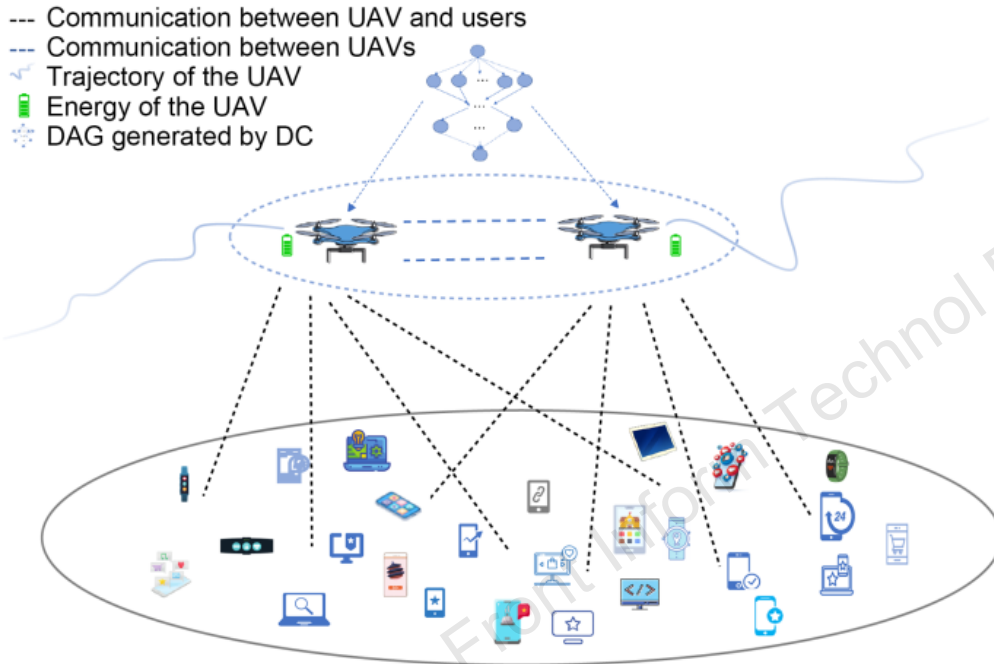 Communication between UAV and users
Communication between UAVs
Trajectory of the UAV
Energy of the UAV
DAG generated by DC
...
...
...
24
</>
Front Inform Technol